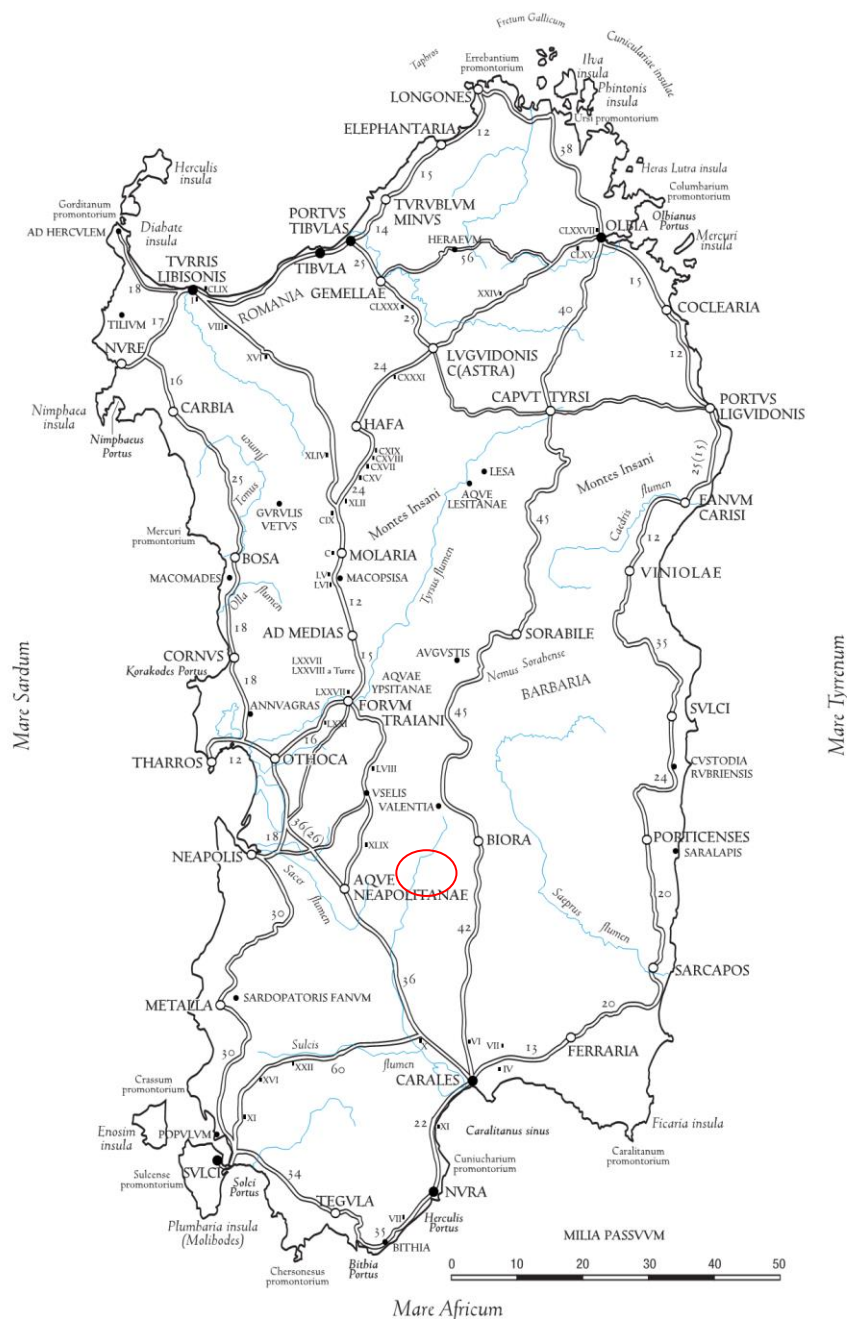 Fretum Gallicum
Cuniculariae insulae
Taphros
Errebantium
promontorium
Ilva
insula
Phintonis
insula
LONGONES
Ursi promontorium
ELEPHANTARIA
12
38
Herculis
insula
15
Heras Lutra insula
Columbarium
promontorium
Gorditanum
promontorium
TVRVBLVM
MINVS
Olbianus
Portus
Diabate
insula
PORTVS
TIBVLAS
14
CLXXVII
OLBIA
Mercuri
insula
AD HERCVLEM
HERAEVM
TVRRIS
LIBISONIS
TIBVLA
25
56
CLXV
CLIX
18
GEMELLAE
XXIV
15
I
ROMANIA
CLXXX
25
40
COCLEARIA
TILIVM
17
VIII
NVRE
XVI
24
LVGVIDONIS
C(ASTRA)
12
16
CXXXI
Nimphaea
insula
CARBIA
CAPVT TYRSI
PORTVS
LIGVIDONIS
Nimphaeus
Portus
HAFA
flumen
XLIV
CXIX
CXVIII
CXVII
CXV
25
LESA
Montes Insani
25(15)
Temus
24
AQVE
LESITANAE
GVRVLIS
VETVS
XLII
flumen
FANVM
CARISI
CIX
Montes Insani
45
Caedris
Mercuri
promontorium
12
BOSA
C
MOLARIA
VINIOLAE
MACOMADES
LV
LVI
MACOPSISA
Tyrsus flumen
Olla flumen
12
18
AD MEDIAS
SORABILE
35
CORNVS
15
AVGVSTIS
Nemus Sorabense
Korakodes Portus
LXXVII
LXXVIII a Turre
AQVAE
YPSITANAE
BARBARIA
Mare Sardum
Mare Tyrrenum
18
LXXVII
ANNVAGRAS
FORVM
TRAIANI
45
SVLCI
LXXI
16
THARROS
12
OTHOCA
LVIII
CVSTODIA
RVBRIENSIS
24
VSELIS
VALENTIA
36(26)
18
BIORA
PORTICENSES
NEAPOLIS
XLIX
SARALAPIS
Sacer
flumen
AQVE
NEAPOLITANAE
20
30
42
Saeprus flumen
SARCAPOS
36
METALLA
SARDOPATORIS FANVM
20
30
Sulcis
flumen
X
VI
VII
13
FERRARIA
XXII
60
XVI
CARALES
IV
Crassum
promontorium
XI
Enosim
insula
22
XI
Caralitanus sinus
Ficaria insula
POPVLVM
Cuniucharium
promontorium
Caralitanum
promontorium
Sulcense
promontorium
SVLCI
Solci
Portus
34
NVRA
TEGVLA
VII
Herculis
Portus
Plumbaria insula
(Molibodes)
35
BITHIA
MILIA PASSVVM
Chersonesus
promontorium
Bithia
Portus
0 10 20 30 40 50
Mare Africum